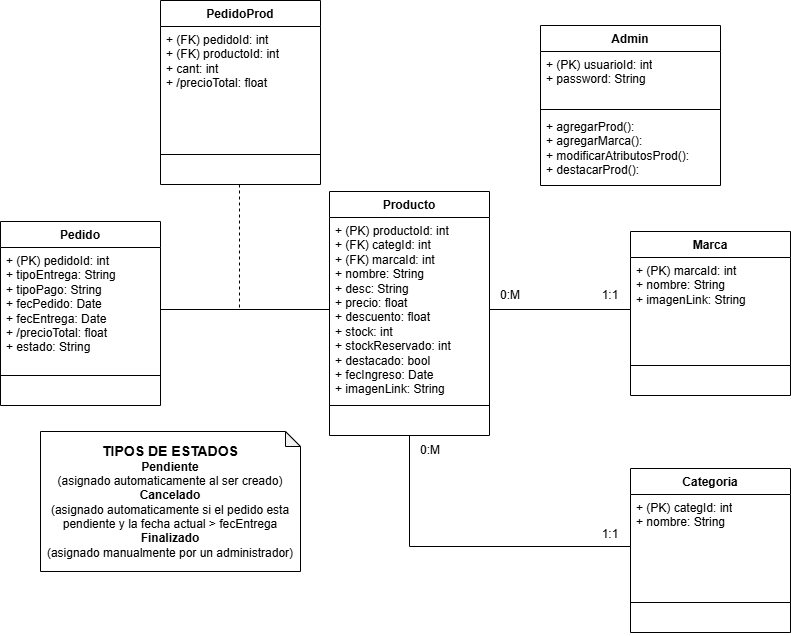 PedidoProd
+ (FK) pedidoId: int
+ (FK) productoId: int
+ cant: int
+ /precioTotal: float
Admin
+ (PK) usuarioId: int
+ password: String
+ agregarProd():
+ agregarMarca():
+ modificarAtributosProd():
+ destacarProd():
Pedido
+ (PK) pedidoId: int
+ tipoEntrega: String
+ tipoPago: String
+ fecPedido: Date
+ fecEntrega: Date
+ /precioTotal: float
+ estado: String
Producto
+ (PK) productoId: int
+ (FK) categId: int
+ (FK) marcaId: int
+ nombre: String
+ desc: String
+ precio: float
+ descuento: float
+ stock: int
+ stockReservado: int
+ destacado: bool
+ fecIngreso: Date
+ imagenLink: String
0:M
1:1
Marca
+ (PK) marcaId: int
+ nombre: String
+ imagenLink: String
TIPOS DE ESTADOS
Pendiente
(asignado automaticamente al ser creado)
Cancelado
(asignado automaticamente si el pedido esta
pendiente y la fecha actual > fecEntrega
Finalizado
(asignado manualmente por un administrador)
0:M
1:1
Categoria
+ (PK) categId: int
+ nombre: String